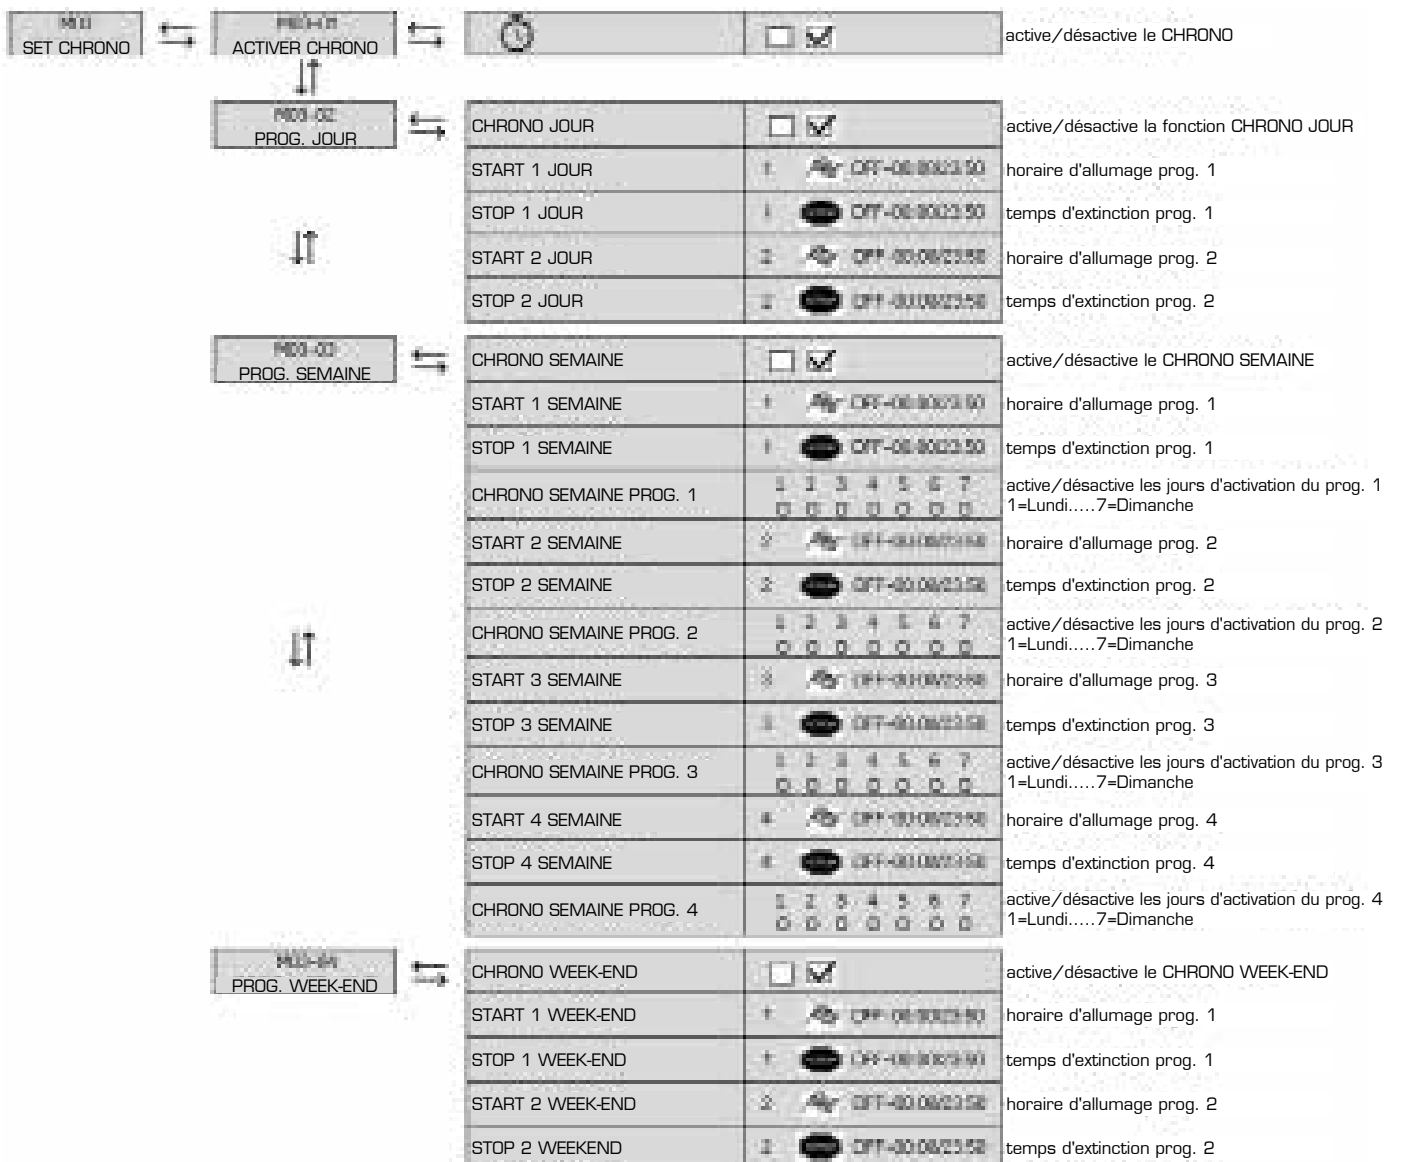 SET CHRONO
ACTIVER CHRONO
active/désactive le CHRONO
PROG. JOUR
CHRONO JOUR
active/désactive la fonction CHRONO JOUR
START 1 JOUR
horaire d'allumage prog. 1
STOP 1 JOUR
temps d'extinction prog. 1
START 2 JOUR
horaire d'allumage prog. 2
STOP 2 JOUR
temps d'extinction prog. 2
PROG. SEMAINE
CHRONO SEMAINE
active/désactive le CHRONO SEMAINE
START 1 SEMAINE
horaire d'allumage prog. 1
STOP 1 SEMAINE
temps d'extinction prog. 1
CHRONO SEMAINE PROG. 1
1 2 3 4 5 6 7
active/désactive les jours d'activation du prog. 1
1=Lundi.....7=Dimanche
START 2 SEMAINE
horaire d'allumage prog. 2
STOP 2 SEMAINE
temps d'extinction prog. 2
CHRONO SEMAINE PROG. 2
1 2 3 4 5 6 7
active/désactive les jours d'activation du prog. 2
1=Lundi.....7=Dimanche
START 3 SEMAINE
horaire d'allumage prog. 3
STOP 3 SEMAINE
temps d'extinction prog. 3
CHRONO SEMAINE PROG. 3
1 2 3 4 5 6 7
active/désactive les jours d'activation du prog. 3
1=Lundi.....7=Dimanche
START 4 SEMAINE
horaire d'allumage prog. 4
STOP 4 SEMAINE
temps d'extinction prog. 4
CHRONO SEMAINE PROG. 4
1 2 3 4 5 6 7
active/désactive les jours d'activation du prog. 4
1=Lundi.....7=Dimanche
PROG. WEEK-END
CHRONO WEEK-END
active/désactive le CHRONO WEEK-END
START 1 WEEK-END
horaire d'allumage prog. 1
STOP 1 WEEK-END
temps d'extinction prog. 1
START 2 WEEK-END
horaire d'allumage prog. 2
STOP 2 WEEKEND
temps d'extinction prog. 2